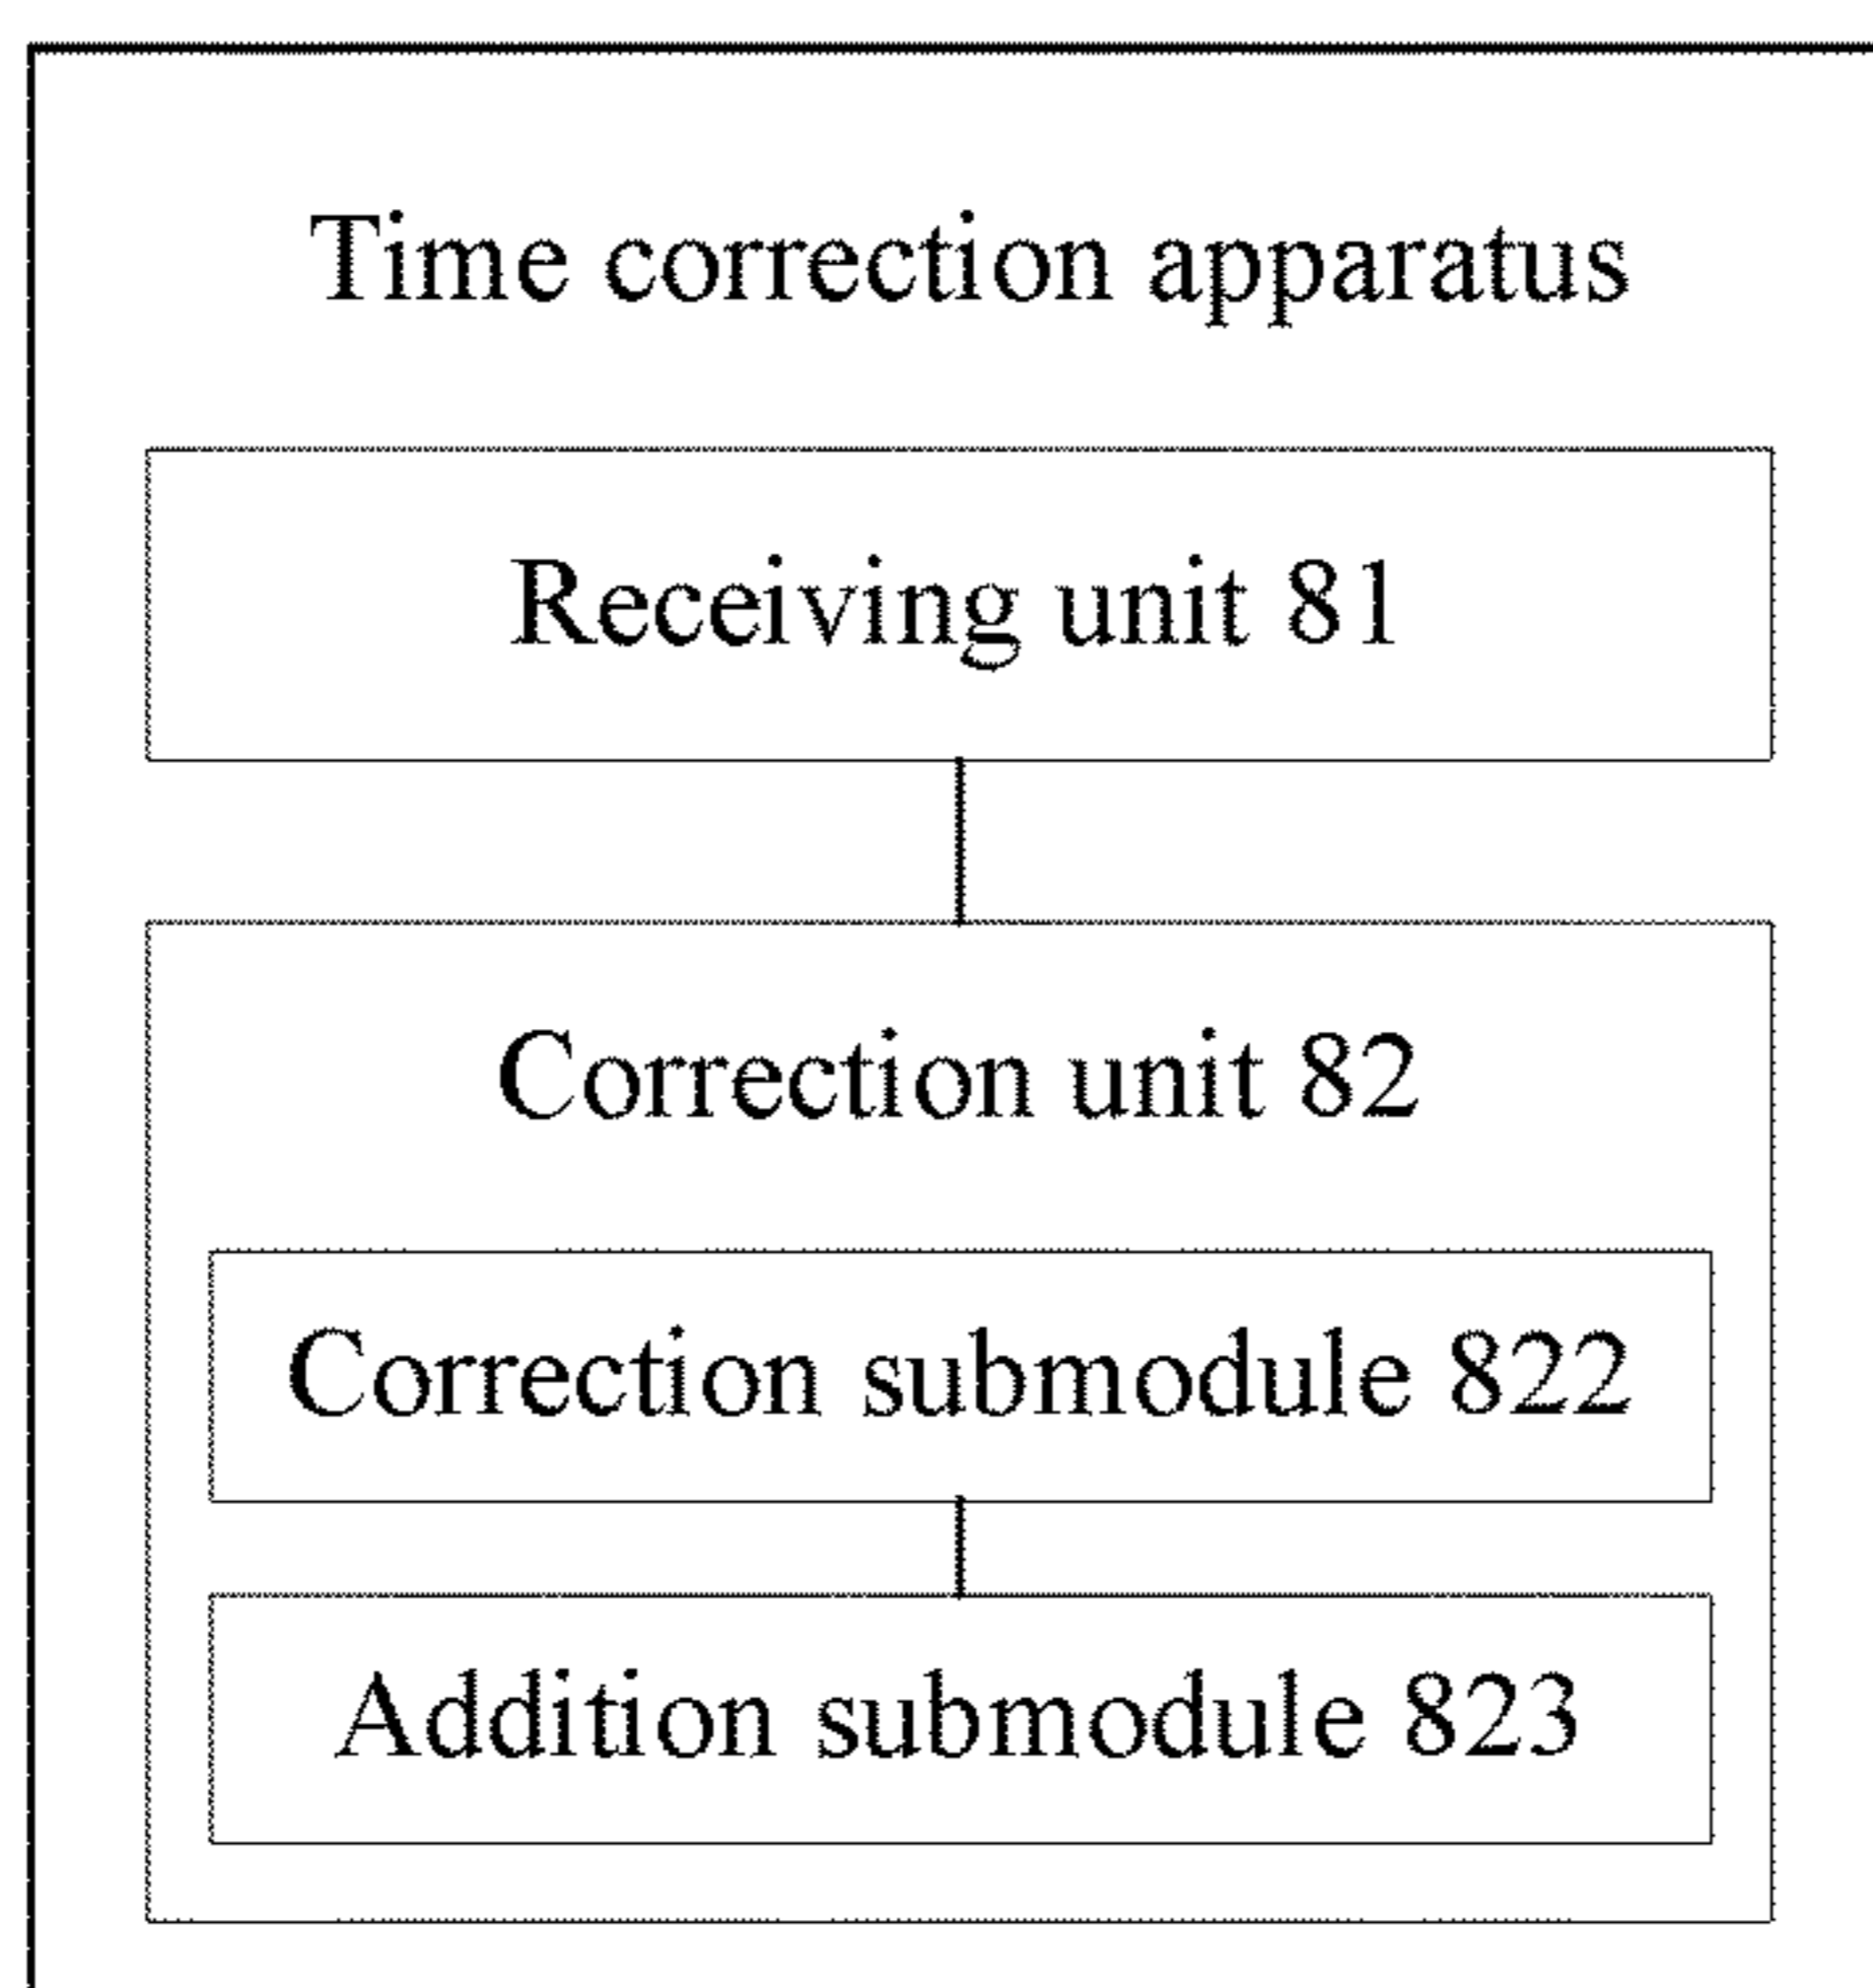 Time correction apparatus
Receiving unit 81
Correction unit 82
Correction submodule 822
Addition submodule 823